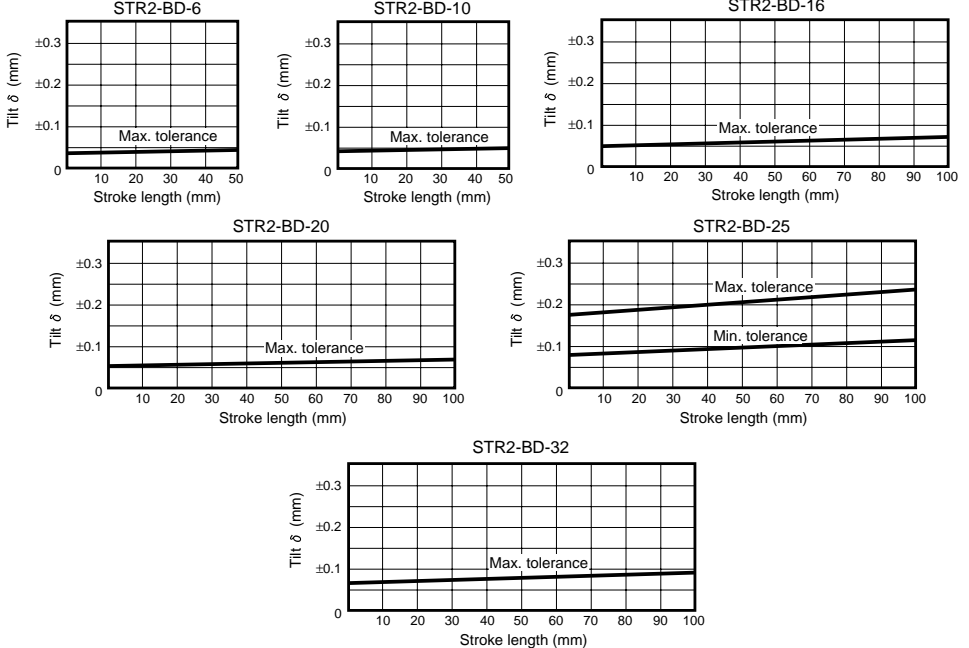 STR2-BD-6
±0.3
±0.2
±0.1
0
Tilt δ (mm)
Max. tolerance
10 20 30 40 50
Stroke length (mm)
STR2-BD-10
±0.3
±0.2
±0.1
0
Tilt δ (mm)
Max. tolerance
10 20 30 40 50
Stroke length (mm)
STR2-BD-16
±0.3
±0.2
±0.1
0
Tilt δ (mm)
Max. tolerance
10 20 30 40 50 60 70 80 90 100
Stroke length (mm)
STR2-BD-20
±0.3
±0.2
±0.1
0
Tilt δ (mm)
Max. tolerance
10 20 30 40 50 60 70 80 90 100
Stroke length (mm)
STR2-BD-25
±0.3
±0.2
±0.1
0
Tilt δ (mm)
Max. tolerance
Min. tolerance
10 20 30 40 50 60 70 80 90 100
Stroke length (mm)
STR2-BD-32
±0.3
±0.2
±0.1
0
Tilt δ (mm)
Max. tolerance
10 20 30 40 50 60 70 80 90 100
Stroke length (mm)